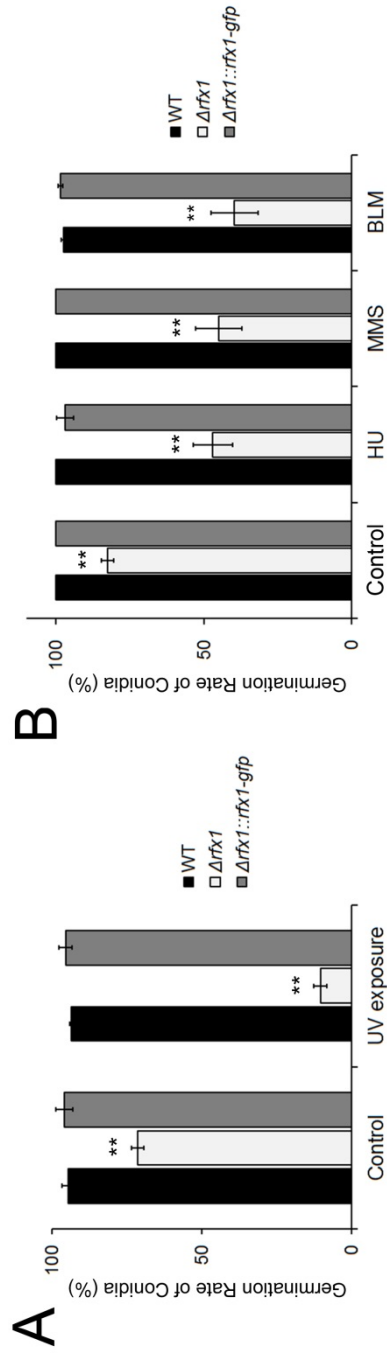 A
Germination Rate of Conidia (%)
100
50
0
Control
UV exposure
WT
Δrfx1
Δrfx1::rfx1-gfp
**
**
B
Germination Rate of Conidia (%)
100
50
0
Control
HU
MMS
BLM
WT
Δrfx1
Δrfx1::rfx1-gfp
**
**
**
**